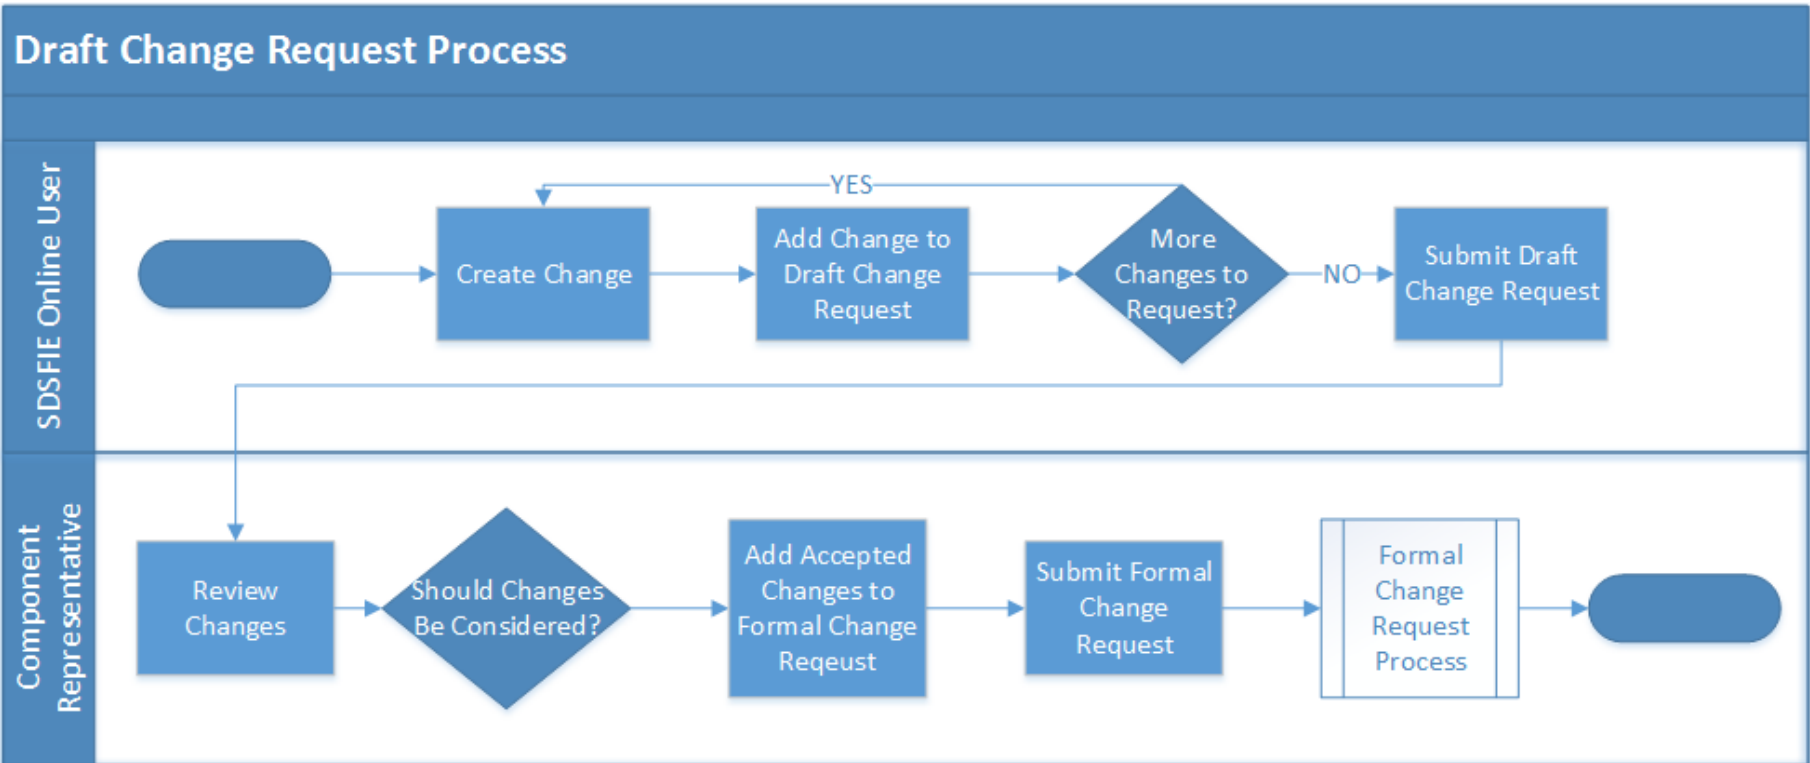 Draft Change Request Process
SDSFIE Online User
YES
Create Change
Add Change to
Draft Change
Request
More
Changes to
Request?
NO
Submit Draft
Change Request
Component
Representative
Review
Changes
Should Changes
Be Considered?
Add Accepted
Changes to
Formal Change
Reqeust
Submit Formal
Change
Request
Formal
Change
Request
Process